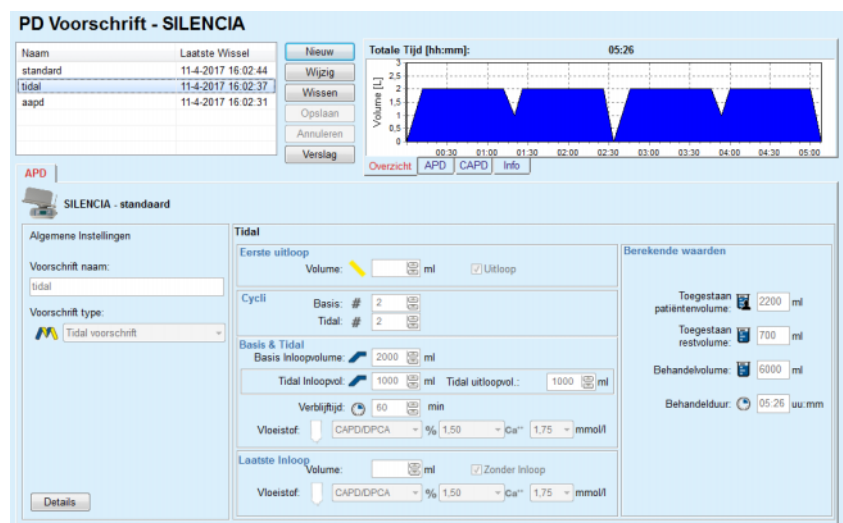 PD Voorschrift - SILENCIA
Naam Laatste Wissel
standard 11-4-2017 16:02:44
tidal 11-4-2017 16:02:37
aapd 11-4-2017 16:02:31
Nieuw
Wijzig
Wissen
Opslaan
Annuleren
Verslag
Totale Tijd [hh:mm]: 05:26
Volume [L]
3
2,5
2
1,5
1
0,5
0
00:30 01:00 01:30 02:00 02:30 03:00 03:30 04:00 04:30 05:00
Overzicht APD CAPD Info
APD
SILENCIA - standaard
Algemene Instellingen
Voorschrift naam:
tidal
Voorschrift type:
Tidal voorschrift
Details
Tidal
Eerste uitloop
Volume: ml Uitloop
Cycli Basis: # 2
Tidal: # 2
Basis & Tidal
Basis Inloopvolume: 2000 ml
Tidal Inloopvol: 1000 ml Tidal uitloopvol.: 1000 ml
Verblijftijd: 60 min
Vloeistof: CAPD/DPCA % 1,50 Ca⁺⁺ 1,75 mmol/l
Laatste Inloop
Volume: ml Zonder Inloop
Vloeistof: CAPD/DPCA % 1,50 Ca⁺⁺ 1,75 mmol/l
Berekende waarden
Toegestaan
patiëntenvolume: 2200 ml
Toegestaan
restvolume: 700 ml
Behandelvolume: 6000 ml
Behandelduur: 05:26 uu:mm